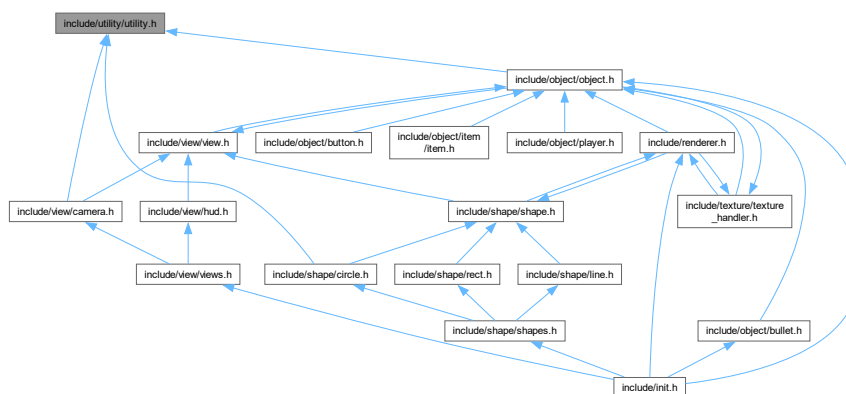 include/utility/utility.h
include/object/object.h
include/view/view.h
include/object/button.h
include/object/item
/item.h
include/object/player.h
include/renderer.h
include/view/camera.h
include/view/hud.h
include/shape/shape.h
include/texture/texture
_handler.h
include/view/views.h
include/shape/circle.h
include/shape/rect.h
include/shape/line.h
include/shape/shapes.h
include/object/bullet.h
include/init.h